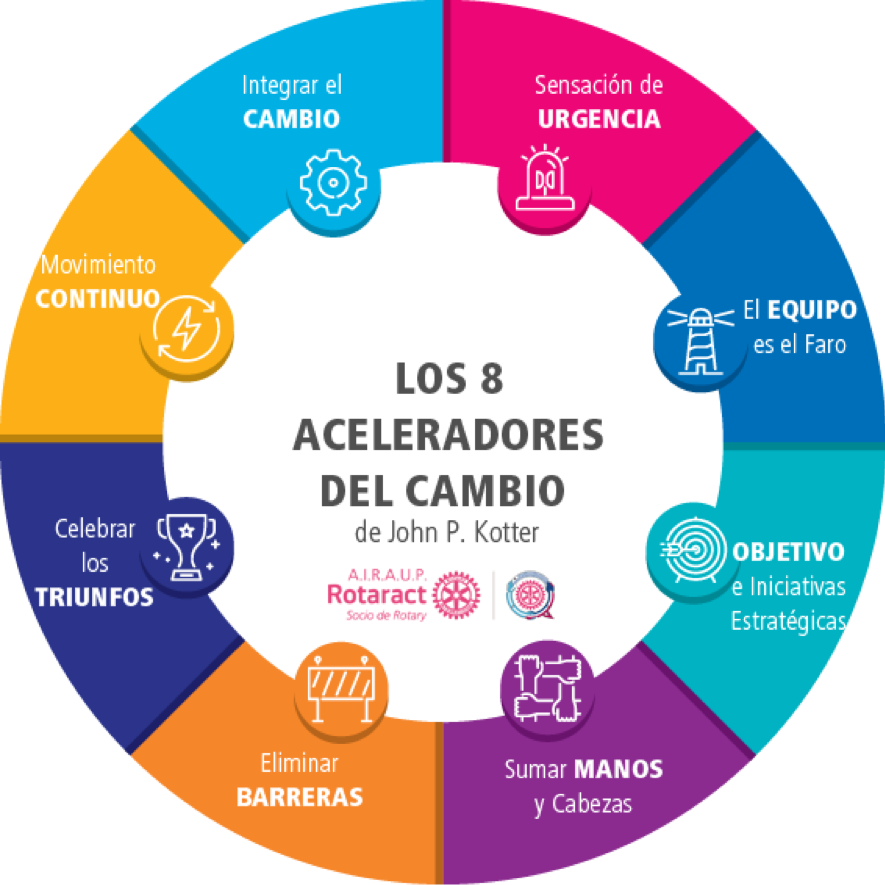 LOS 8
ACELERADORES
DEL CAMBIO
de John P. Kotter
A.I.R.A.U.P.
Rotaract
Socio de Rotary
Sensación de
URGENCIA
El EQUIPO
es el Faro
OBJETIVO
e Iniciativas
Estratégicas
Sumar MANOS
y Cabezas
Eliminar
BARRERAS
Celebrar
los
TRIUNFOS
Movimiento
CONTINUO
Integrar el
CAMBIO